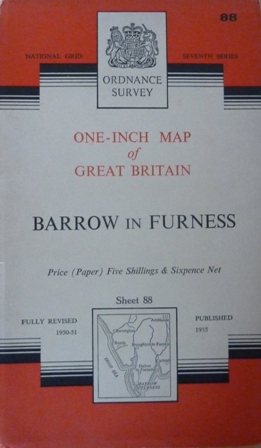 88
NATIONAL GRID
SEVENTH SERIES
ORDNANCE
SURVEY
ONE-INCH MAP
of
GREAT BRITAIN
BARROW IN FURNESS
Price (Paper) Five Shillings & Sixpence Net
Sheet 88
FULLY REVISED
1950-51
PUBLISHED
1955
BARROW IN
FURNESS